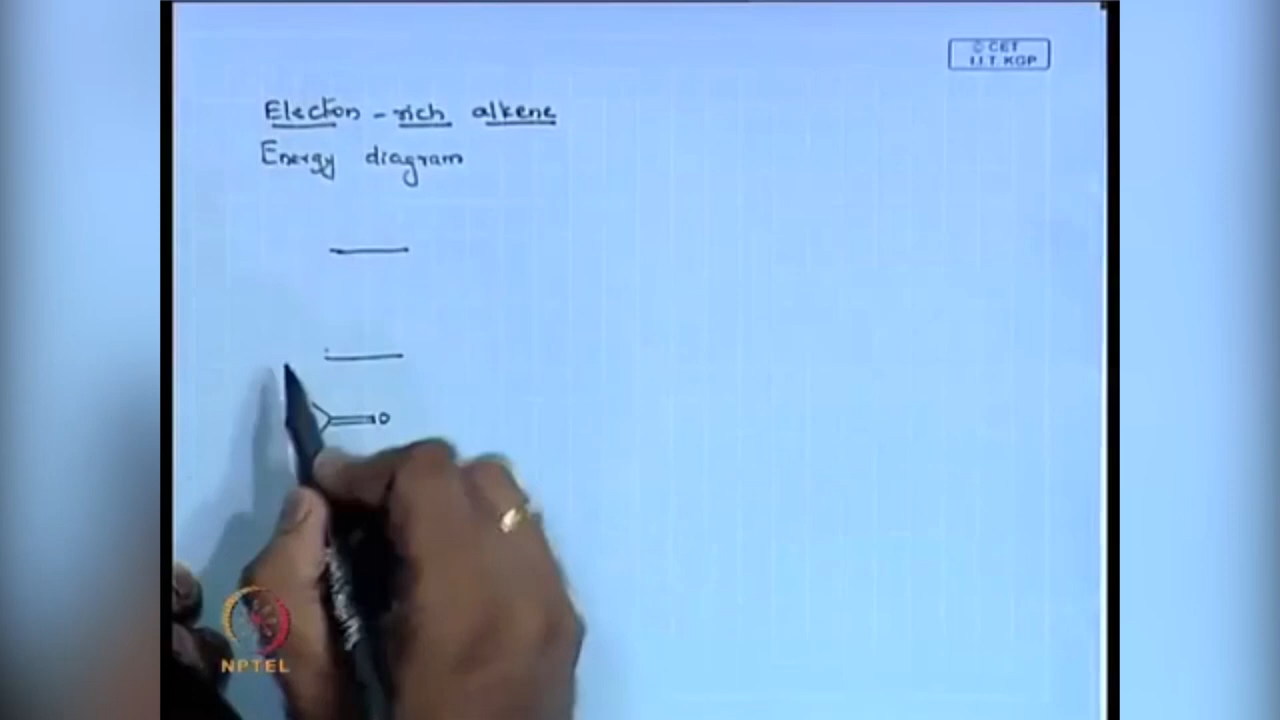 © CET
I.I.T. KGP
Electron - rich alkene
Energy diagram
O
NPTEL